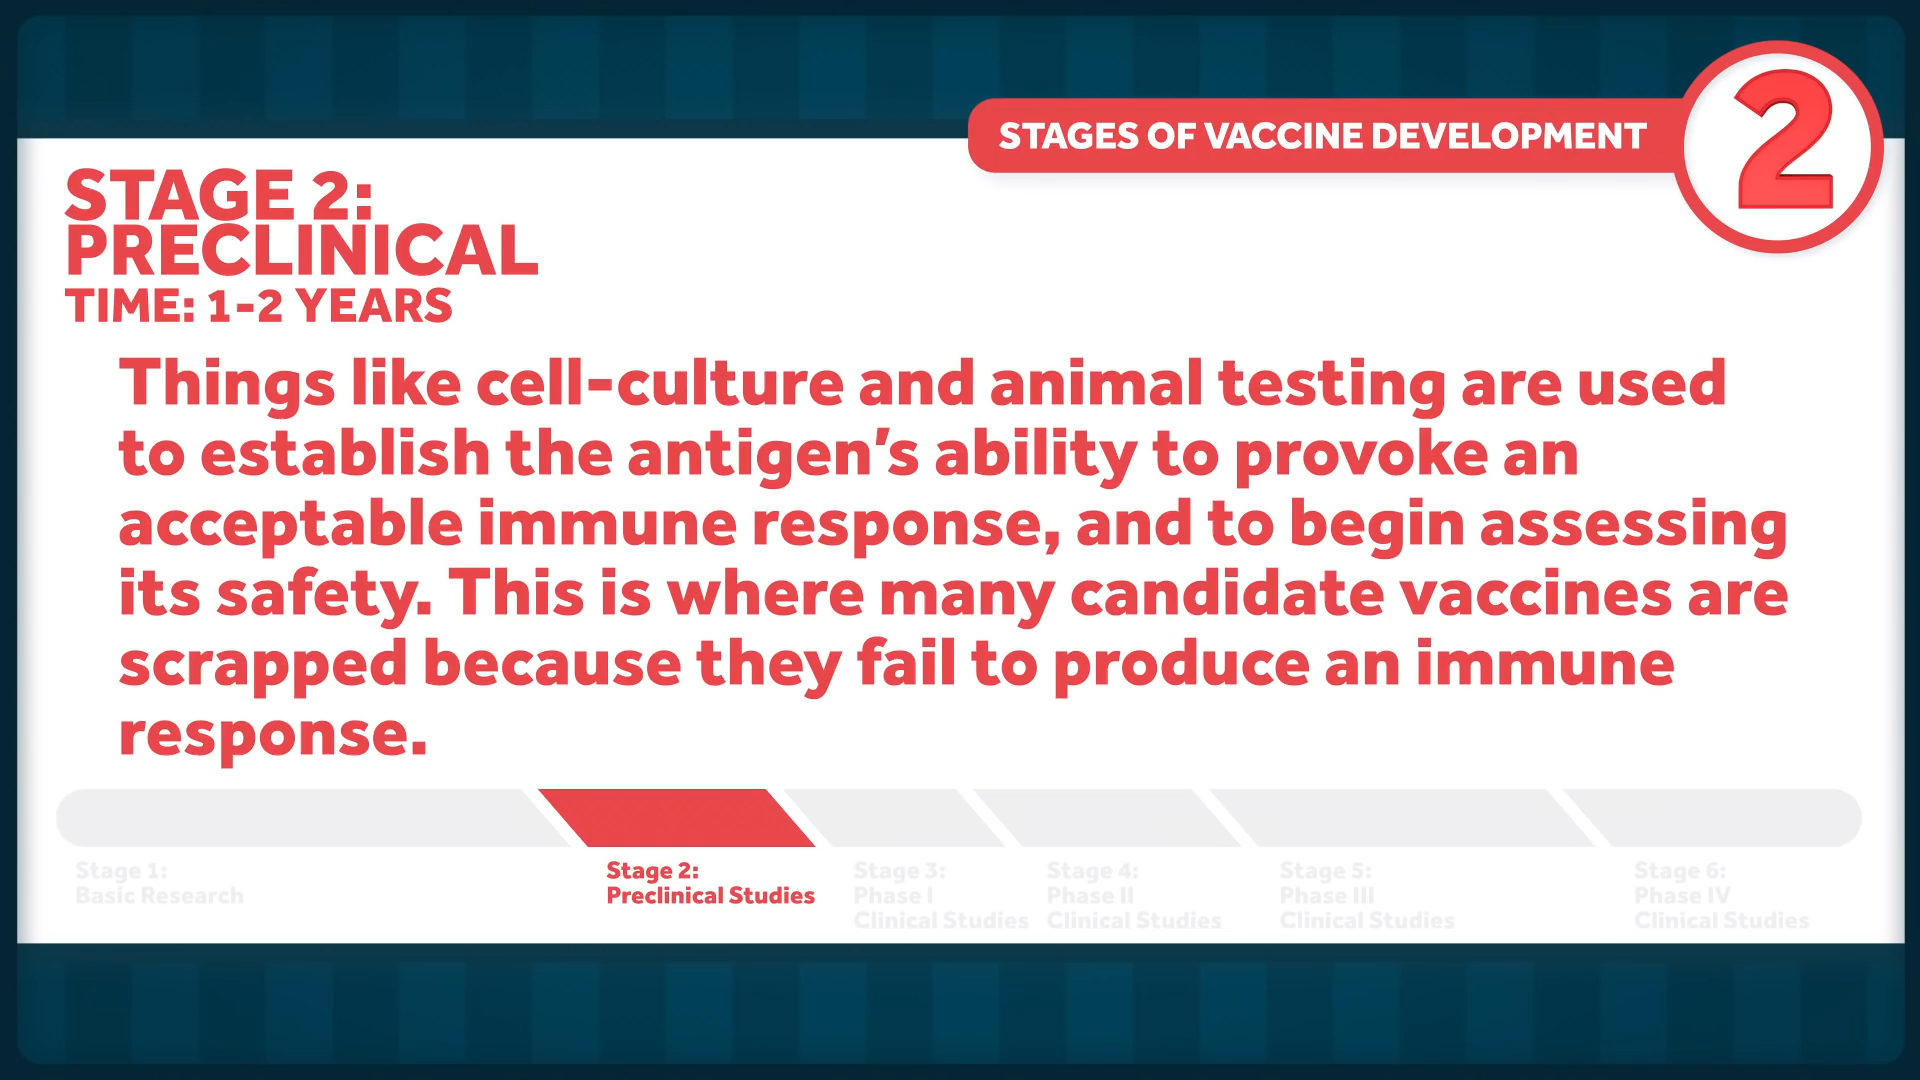 STAGES OF VACCINE DEVELOPMENT
2
STAGE 2:
PRECLINICAL
TIME: 1-2 YEARS
Things like cell-culture and animal testing are used
to establish the antigen’s ability to provoke an
acceptable immune response, and to begin assessing
its safety. This is where many candidate vaccines are
scrapped because they fail to produce an immune
response.
Stage 1:
Basic Research
Stage 2:
Preclinical Studies
Stage 3:
Phase I
Clinical Studies
Stage 4:
Phase II
Clinical Studies
Stage 5:
Phase III
Clinical Studies
Stage 6:
Phase IV
Clinical Studies